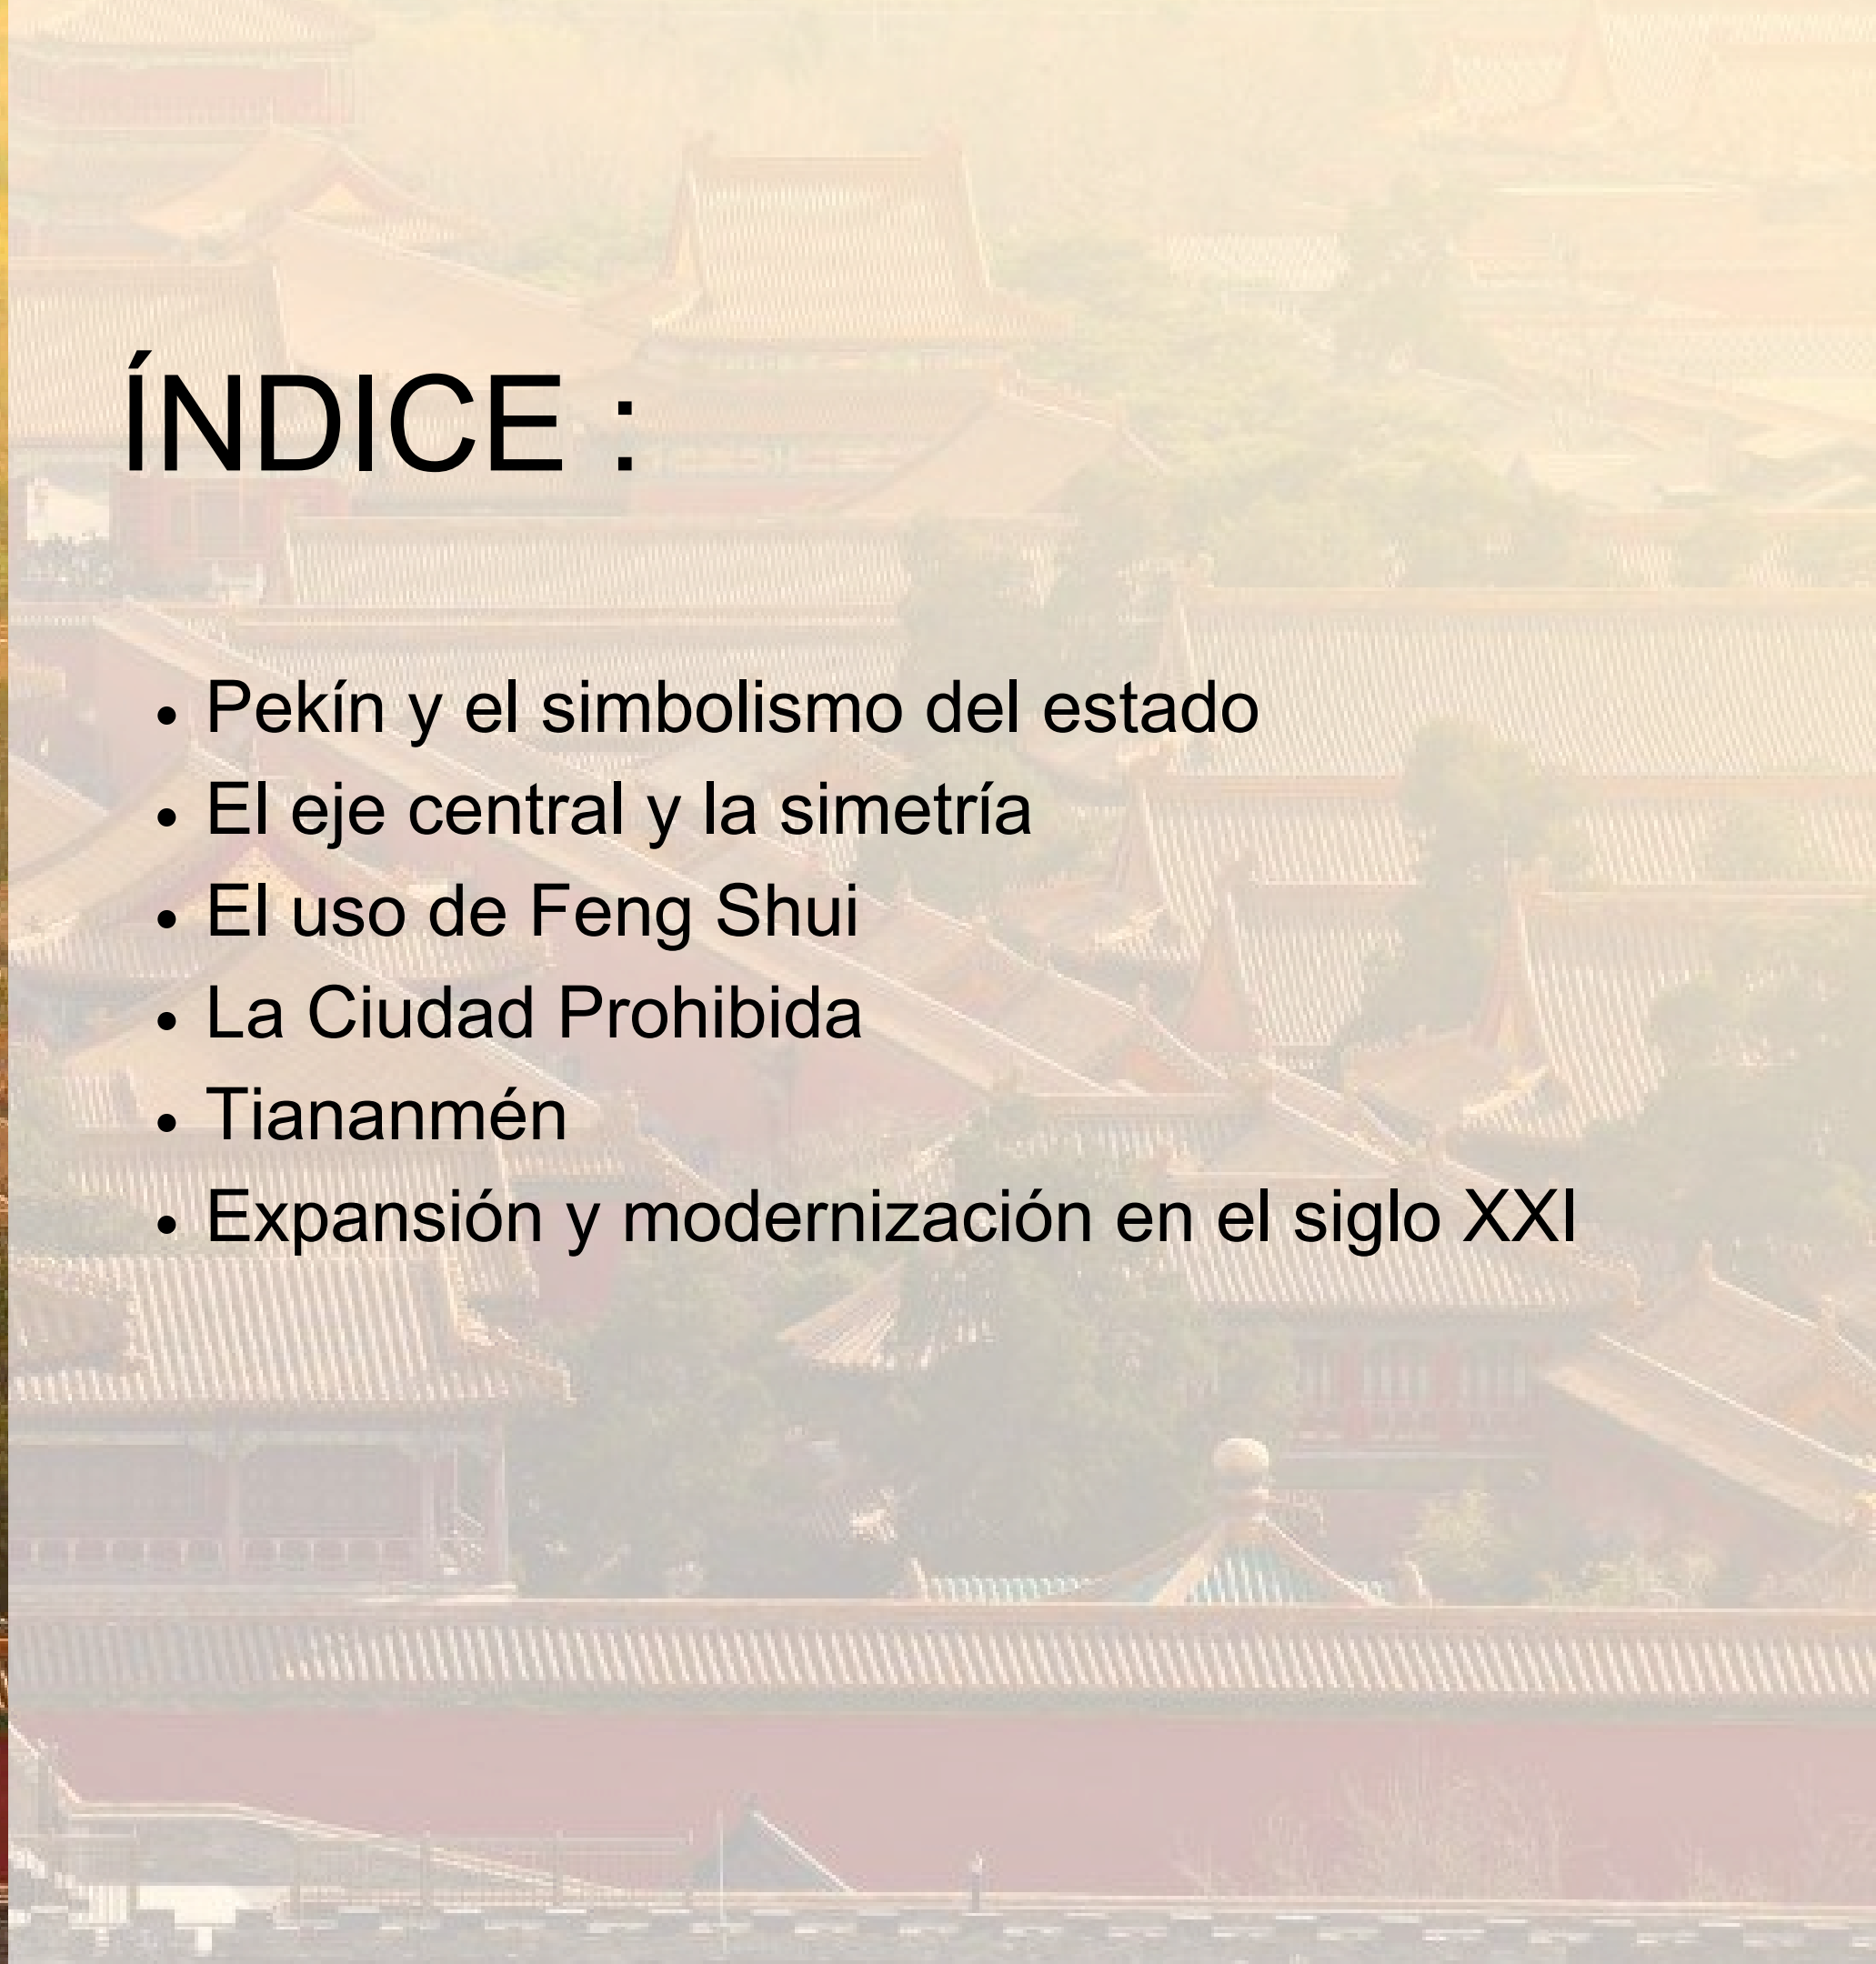 ÍNDICE :
• Pekín y el simbolismo del estado
• El eje central y la simetría
• El uso de Feng Shui
• La Ciudad Prohibida
• Tiananmén
• Expansión y modernización en el siglo XXI